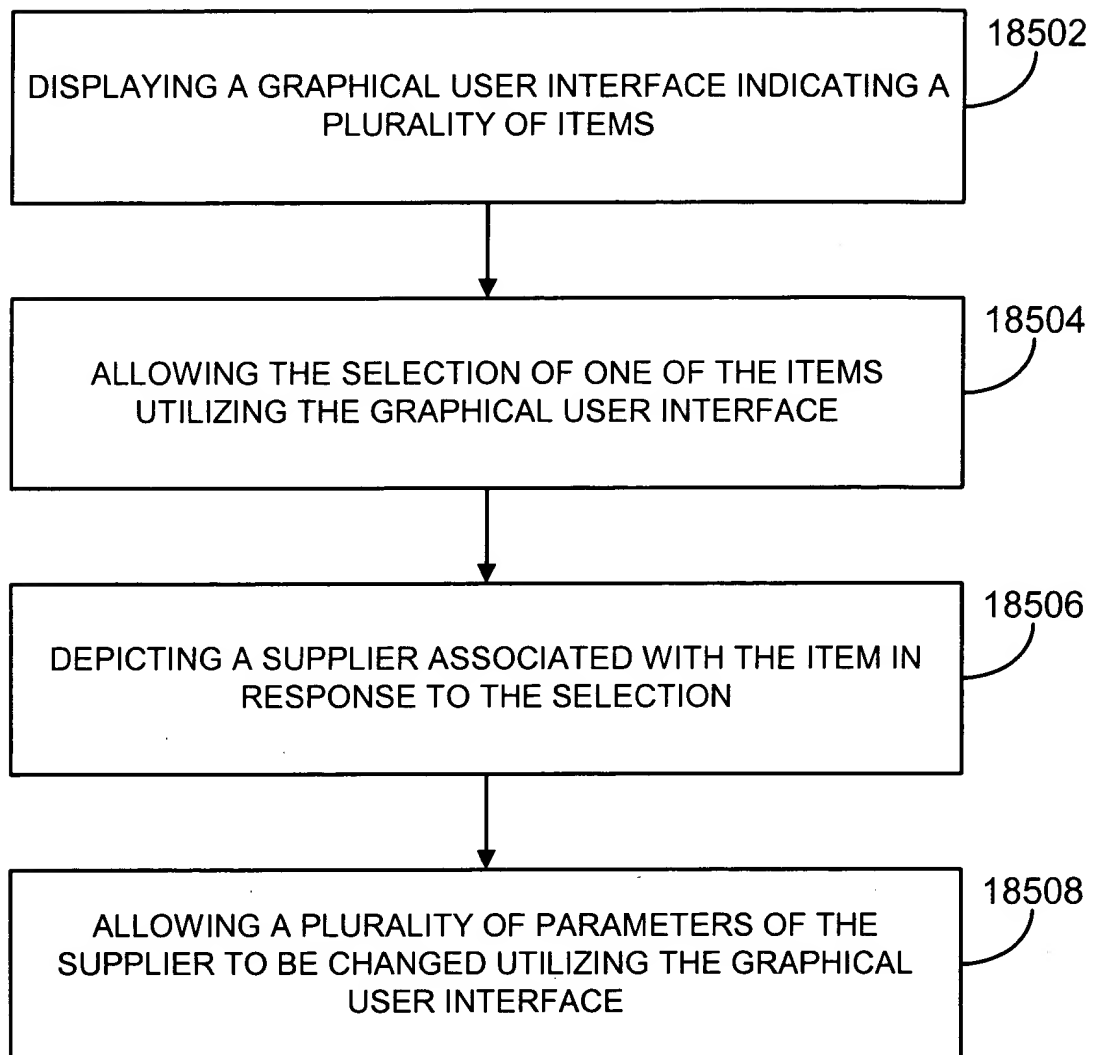 18502
DISPLAYING A GRAPHICAL USER INTERFACE INDICATING A
PLURALITY OF ITEMS
18504
ALLOWING THE SELECTION OF ONE OF THE ITEMS
UTILIZING THE GRAPHICAL USER INTERFACE
18506
DEPICTING A SUPPLIER ASSOCIATED WITH THE ITEM IN
RESPONSE TO THE SELECTION
18508
ALLOWING A PLURALITY OF PARAMETERS OF THE
SUPPLIER TO BE CHANGED UTILIZING THE GRAPHICAL
USER INTERFACE